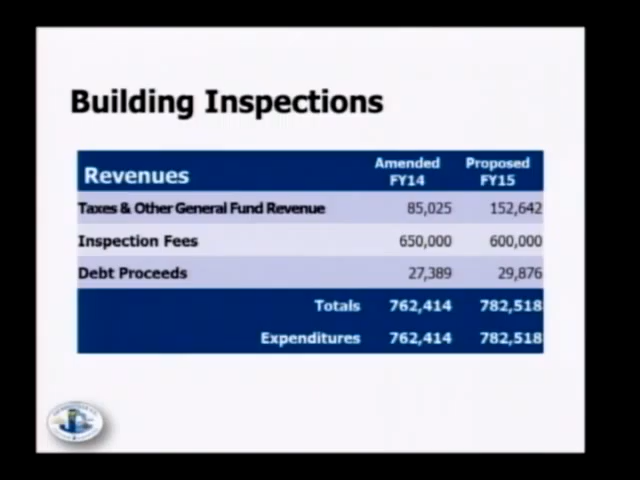 Building Inspections
Revenues Amended FY14 Proposed FY15
Taxes & Other General Fund Revenue 85,025 152,642
Inspection Fees 650,000 600,000
Debt Proceeds 27,389 29,876
Totals 762,414 782,518
Expenditures 762,414 782,518